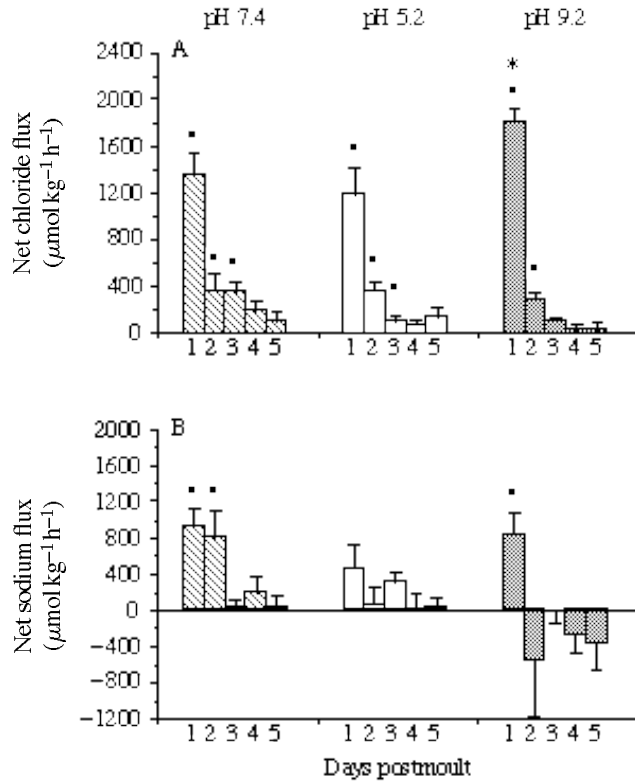 pH 7.4 pH 5.2 pH 9.2
A
*
Net chloride flux
(μmol kg⁻¹ h⁻¹)
2400
2000
1600
1200
800
400
0
1 2 3 4 5 1 2 3 4 5 1 2 3 4 5
B
Net sodium flux
(μmol kg⁻¹ h⁻¹)
2000
1600
1200
800
400
0
−400
−800
−1200
1 2 3 4 5 1 2 3 4 5 1 2 3 4 5
Days postmoult